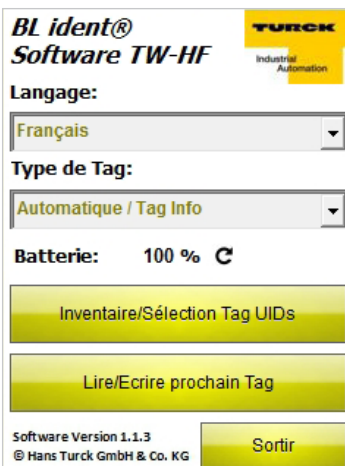 BL ident®
Software TW-HF
TURCK
Industrial
Automation
Langage:
Français
Type de Tag:
Automatique / Tag Info
Batterie: 100 %
Inventaire/Sélection Tag UIDs
Lire/Ecrire prochain Tag
Software Version 1.1.3
© Hans Turck GmbH & Co. KG
Sortir